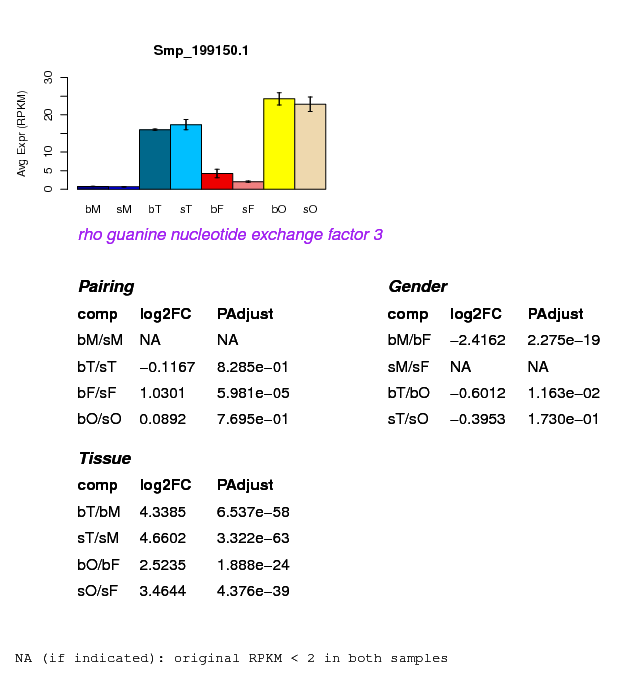 Smp_199150.1
Avg Expr (RPKM)
30
20
10
5
0
bM sM bT sT bF sF bO sO
rho guanine nucleotide exchange factor 3
Pairing
comp log2FC PAdjust
bM/sM NA NA
bT/sT −0.1167 8.285e−01
bF/sF 1.0301 5.981e−05
bO/sO 0.0892 7.695e−01
Gender
comp log2FC PAdjust
bM/bF −2.4162 2.275e−19
sM/sF NA NA
bT/bO −0.6012 1.163e−02
sT/sO −0.3953 1.730e−01
Tissue
comp log2FC PAdjust
bT/bM 4.3385 6.537e−58
sT/sM 4.6602 3.322e−63
bO/bF 2.5235 1.888e−24
sO/sF 3.4644 4.376e−39
NA (if indicated): original RPKM < 2 in both samples